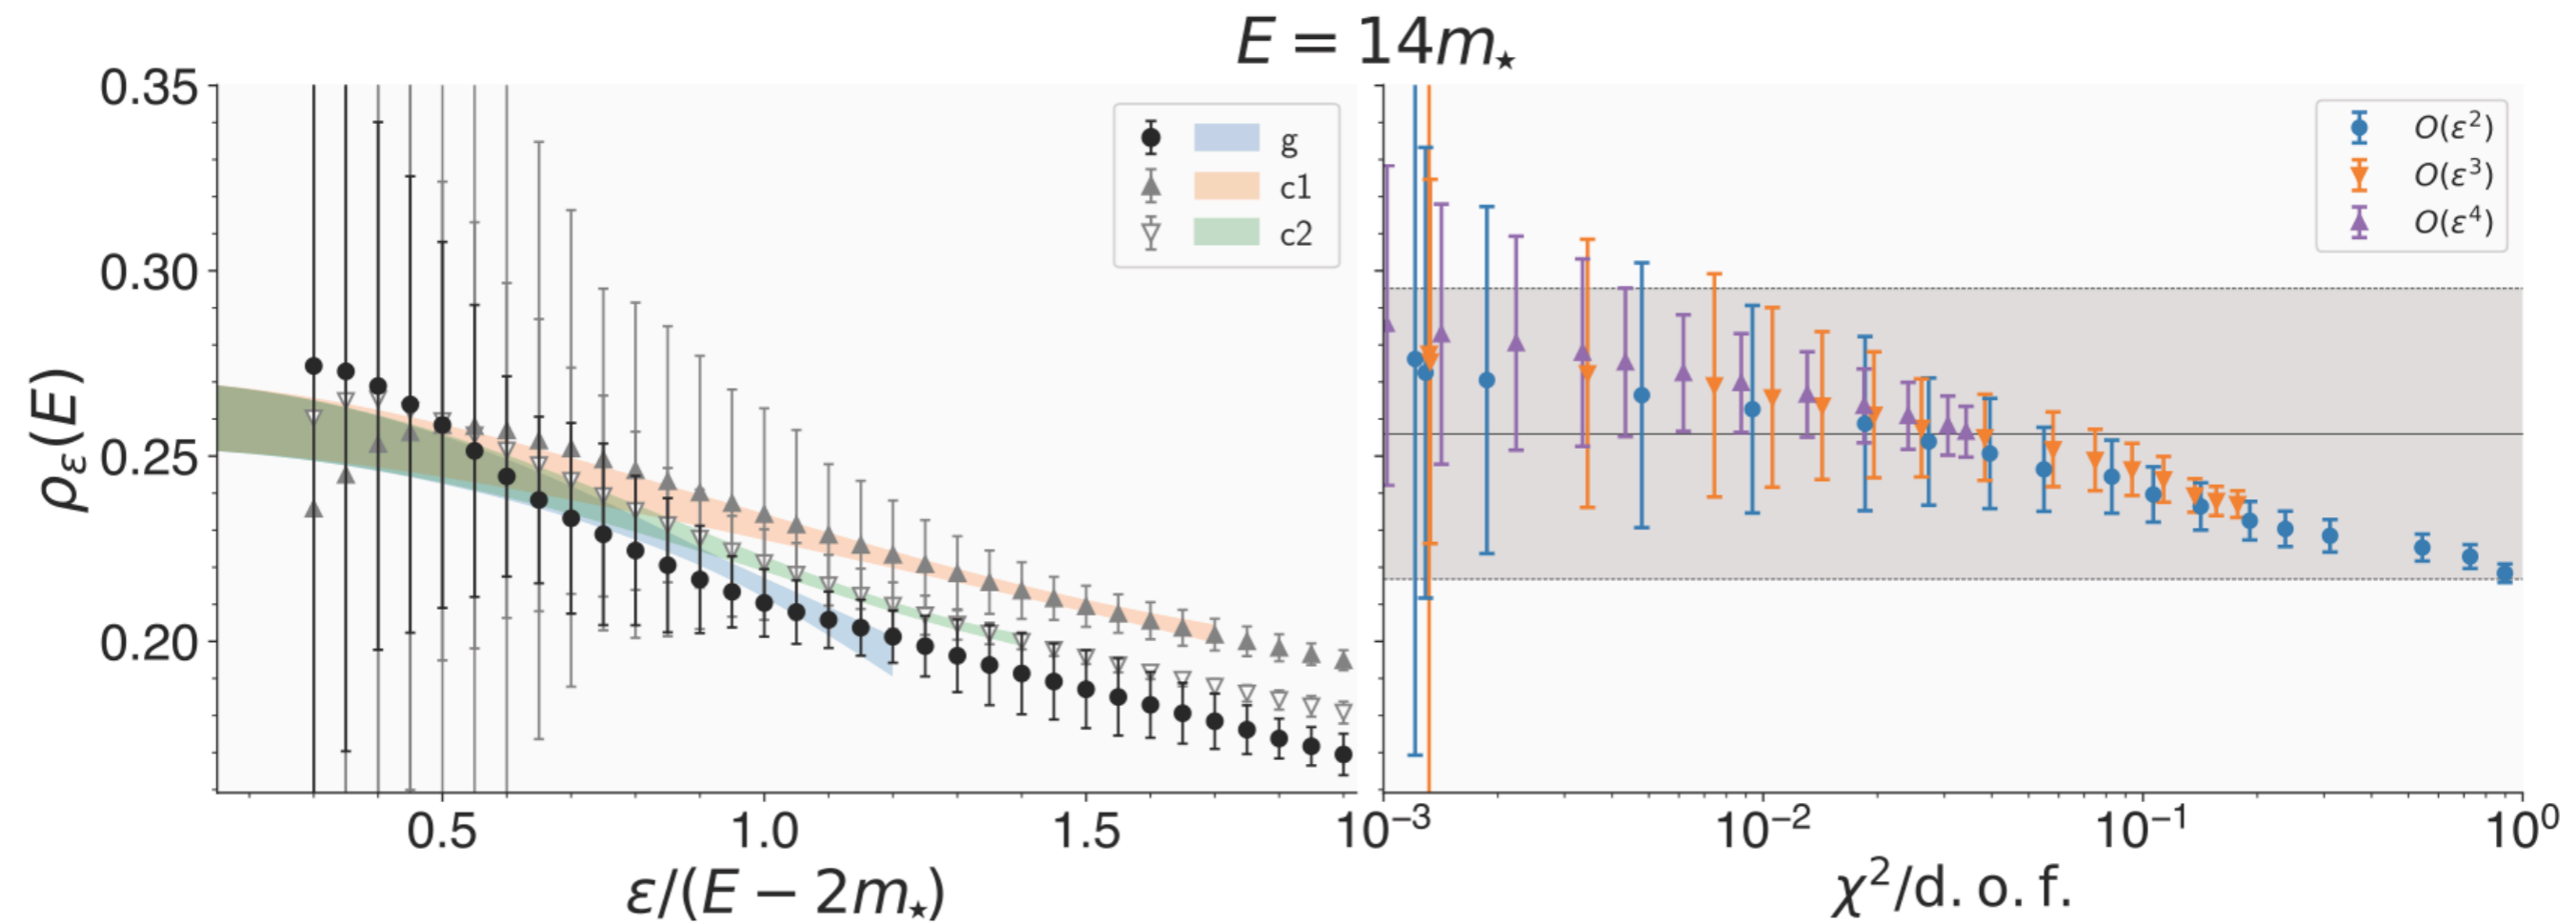 E = 14m⋆
0.35
0.30
0.25
0.20
ρε(E)
g
c1
c2
0.5 1.0 1.5
ε/(E − 2m⋆)
O(ε²)
O(ε³)
O(ε⁴)
10⁻³ 10⁻² 10⁻¹ 10⁰
χ²/d.o.f.